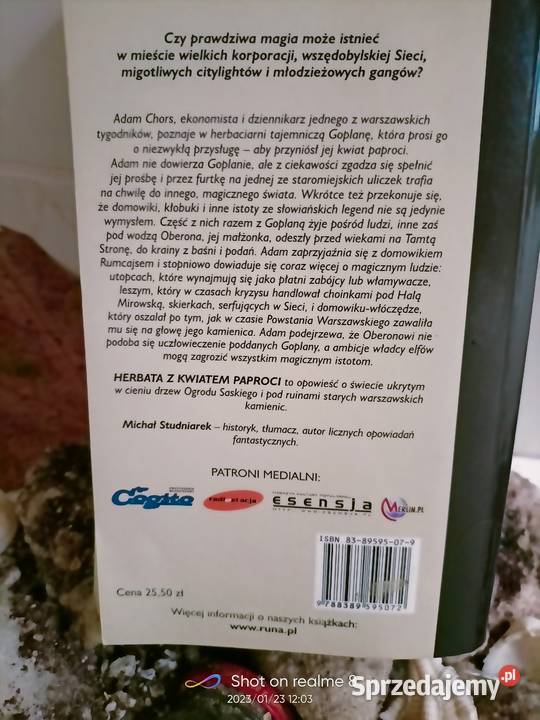 Czy prawdziwa magia może istnieć
w mieście wielkich korporacji, wszędobylskiej Sieci,
migotliwych citylightów i młodzieżowych gangów?
Adam Chors, ekonomista i dziennikarz jednego z warszawskich
tygodników, poznaje w herbaciarni tajemniczą Goplanę, która prosi go
o niezwykłą przysługę – aby przyniósł jej kwiat paproci.
Adam nie dowierza Goplanie, ale z ciekawości zgadza się spełnić
jej prośbę i przez furtkę na jednej ze staromiejskich uliczek trafia
na chwilę do innego, magicznego świata. Wkrótce też przekonuje się,
że domowiki, kłobuki i inne istoty ze słowiańskich legend nie są jedynie
wymysłem. Część z nich razem z Goplaną żyje pośród ludzi, inne zaś
pod wodzą Oberona, jej małżonka, odeszły przed wiekami na Tamtą
Stronę, do krainy z baśni i podań. Adam zaprzyjaźnia się z domowikiem
Rumcajsem i stopniowo dowiaduje się coraz więcej o magicznym ludzie:
utopcach, które wynajmują się jako płatni zabójcy lub włamywacze,
leszym, który w czasach kryzysu handlował choinkami pod Halą
Mirowską, skierkach, serfujących w Sieci, i domowiku-włóczędze,
który oszalał po tym, jak w czasie Powstania Warszawskiego zawaliła
mu się na głowę jego kamienica. Adam podejrzewa, że Oberonowi nie
podoba się uczłowieczenie poddanych Goplany, a ambicje władcy elfów
mogą zagrozić wszystkim magicznym istotom.
HERBATA Z KWIATEM PAPROCI to opowieść o świecie ukrytym
w cieniu drzew Ogrodu Saskiego i pod ruinami starych warszawskich
kamienic.
Michał Studniarek – historyk, tłumacz, autor licznych opowiadań
fantastycznych.
PATRONI MEDIALNI:
Cogito
esensja
MERLIN.PL
ISBN 83-89595-07-9
9 788389 595072
Cena 25,50 zł
Więcej informacji o naszych książkach:
www.runa.pl
Shot on realme 8
2023/01/23 12:03
Sprzedajemy.pl